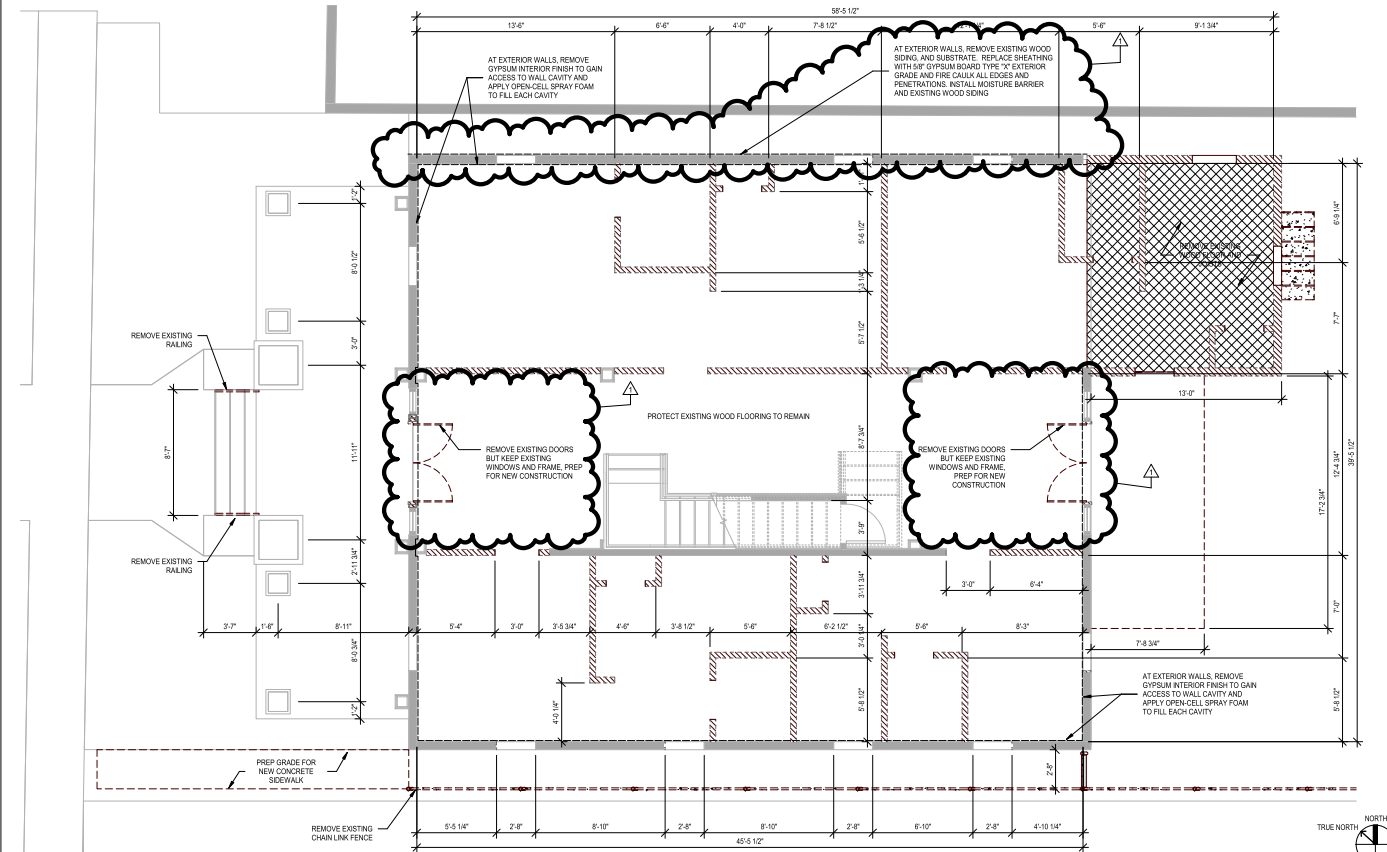 58'-5 1/2"
13'-6"
6'-6"
4'-0"
7'-8 1/2"
5'-6"
9'-1 3/4"
AT EXTERIOR WALLS, REMOVE
GYPSUM INTERIOR FINISH TO GAIN
ACCESS TO WALL CAVITY AND
APPLY OPEN-CELL SPRAY FOAM
TO FILL EACH CAVITY
AT EXTERIOR WALLS, REMOVE EXISTING WOOD
SIDING, AND SUBSTRATE. REPLACE SHEATHING
WITH 5/8" GYPSUM BOARD TYPE "X" EXTERIOR
GRADE AND FIRE CAULK ALL EDGES AND
PENETRATIONS. INSTALL MOISTURE BARRIER
AND EXISTING WOOD SIDING
1
1'-2"
8'-0 1/2"
3'-0"
11'-11"
2'-11 3/4"
8'-0 3/4"
1'-2"
5'-6 1/2"
1'-3 1/4"
5'-7 1/2"
8'-7 3/4"
3'-9"
3'-11 3/4"
3'-0 1/4"
5'-8 1/2"
REMOVE EXISTING
WOOD FLOOR AND
6'-9 1/4"
7'-7"
13'-0"
12'-4 3/4"
39'-5 1/2"
17'-2 3/4"
7'-0"
5'-8 1/2"
REMOVE EXISTING
RAILING
8'-7"
REMOVE EXISTING
RAILING
1
PROTECT EXISTING WOOD FLOORING TO REMAIN
REMOVE EXISTING DOORS
BUT KEEP EXISTING
WINDOWS AND FRAME, PREP
FOR NEW CONSTRUCTION
REMOVE EXISTING DOORS
BUT KEEP EXISTING
WINDOWS AND FRAME,
PREP FOR NEW
CONSTRUCTION
1
3'-0"
6'-4"
3'-7"
1'-6"
8'-11"
5'-4"
3'-0"
3'-5 3/4"
4'-6"
3'-8 1/2"
5'-6"
6'-2 1/2"
5'-6"
8'-3"
7'-8 3/4"
4'-0 1/4"
AT EXTERIOR WALLS, REMOVE
GYPSUM INTERIOR FINISH TO GAIN
ACCESS TO WALL CAVITY AND
APPLY OPEN-CELL SPRAY FOAM
TO FILL EACH CAVITY
PREP GRADE FOR
NEW CONCRETE
SIDEWALK
2'-8"
REMOVE EXISTING
CHAIN LINK FENCE
5'-5 1/4"
2'-8"
8'-10"
2'-8"
8'-10"
2'-8"
6'-10"
2'-8"
4'-10 1/4"
45'-5 1/2"
NORTH
TRUE NORTH